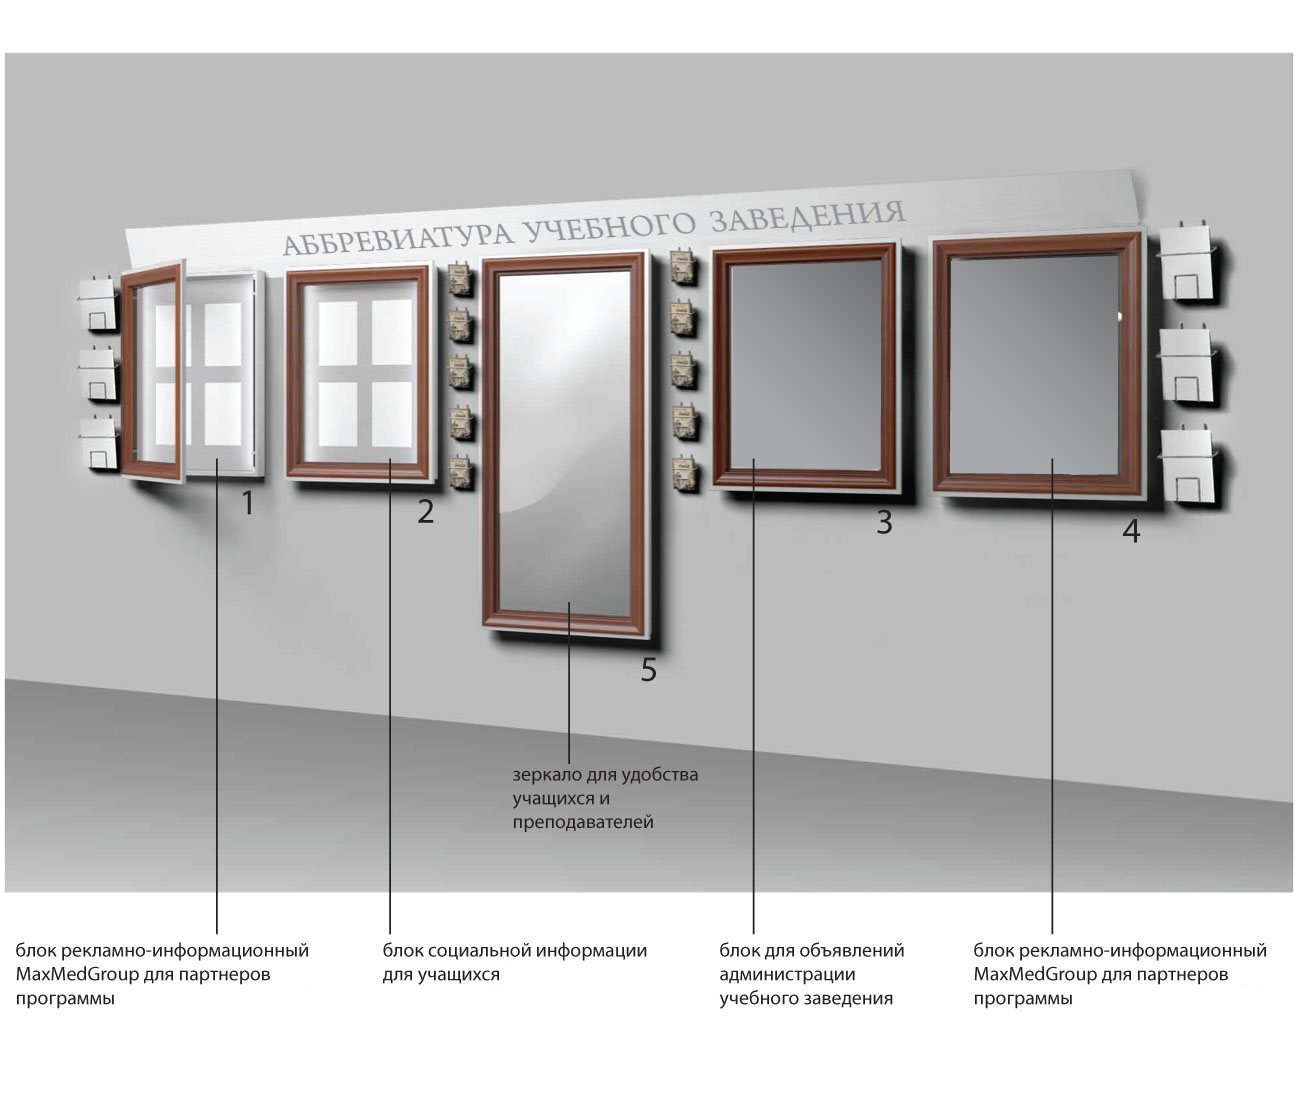 АББРЕВИАТУРА УЧЕБНОГО ЗАВЕДЕНИЯ
1
2
3
4
5
зеркало для удобства
учащихся и
преподавателей
блок рекламно-информационный
MaxMedGroup для партнеров
программы
блок социальной информации
для учащихся
блок для объявлений
администрации
учебного заведения
блок рекламно-информационный
MaxMedGroup для партнеров
программы